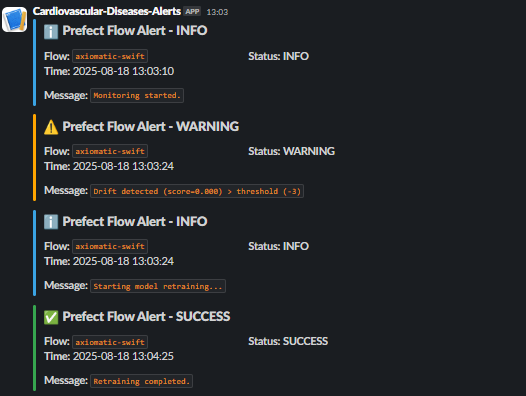 Cardiovascular-Diseases-Alerts APP 13:03
Prefect Flow Alert - INFO
Flow: axiomatic-swift Status: INFO
Time: 2025-08-18 13:03:10
Message: Monitoring started.
Prefect Flow Alert - WARNING
Flow: axiomatic-swift Status: WARNING
Time: 2025-08-18 13:03:24
Message: Drift detected (score=0.000) > threshold (-3)
Prefect Flow Alert - INFO
Flow: axiomatic-swift Status: INFO
Time: 2025-08-18 13:03:24
Message: Starting model retraining...
Prefect Flow Alert - SUCCESS
Flow: axiomatic-swift Status: SUCCESS
Time: 2025-08-18 13:04:25
Message: Retraining completed.